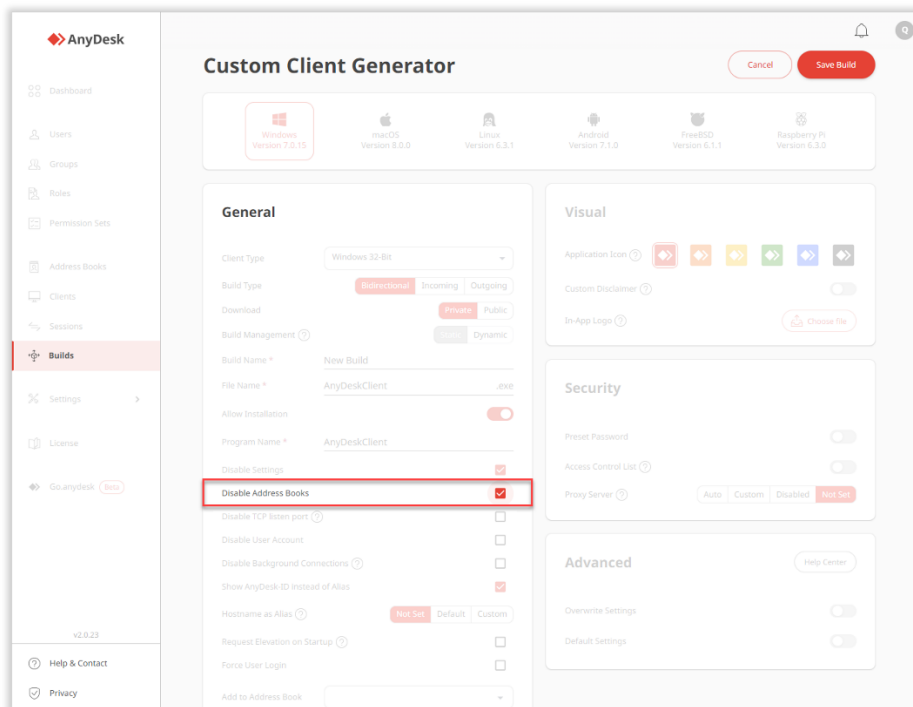 AnyDesk
Q
Custom Client Generator
Cancel
Save Build
Dashboard
Users
Groups
Roles
Permission Sets
Address Books
Clients
Sessions
Builds
Settings
License
Go.anydesk Beta
v2.0.23
Help & Contact
Privacy
Windows
Version 7.0.15
macOS
Version 8.0.0
Linux
Version 6.3.1
Android
Version 7.1.0
FreeBSD
Version 6.1.1
Raspberry Pi
Version 6.3.0
General
Client Type Windows 32-Bit
Build Type Bidirectional Incoming Outgoing
Download Private Public
Build Management ? Dynamic
Build Name * New Build
File Name * AnyDeskClient .exe
Allow Installation
Program Name * AnyDeskClient
Disable Settings
Disable Address Books
Disable TCP listen port ?
Disable User Account
Disable Background Connections ?
Show AnyDesk-ID instead of Alias
Hostname as Alias ? Not Set Default Custom
Request Elevation on Startup ?
Force User Login
Add to Address Book
Visual
Application Icon ?
Custom Disclaimer ?
In-App Logo ? Choose file
Security
Preset Password
Access Control List ?
Proxy Server ? Auto Custom Disabled Not Set
Advanced
Help Center
Overwrite Settings
Default Settings